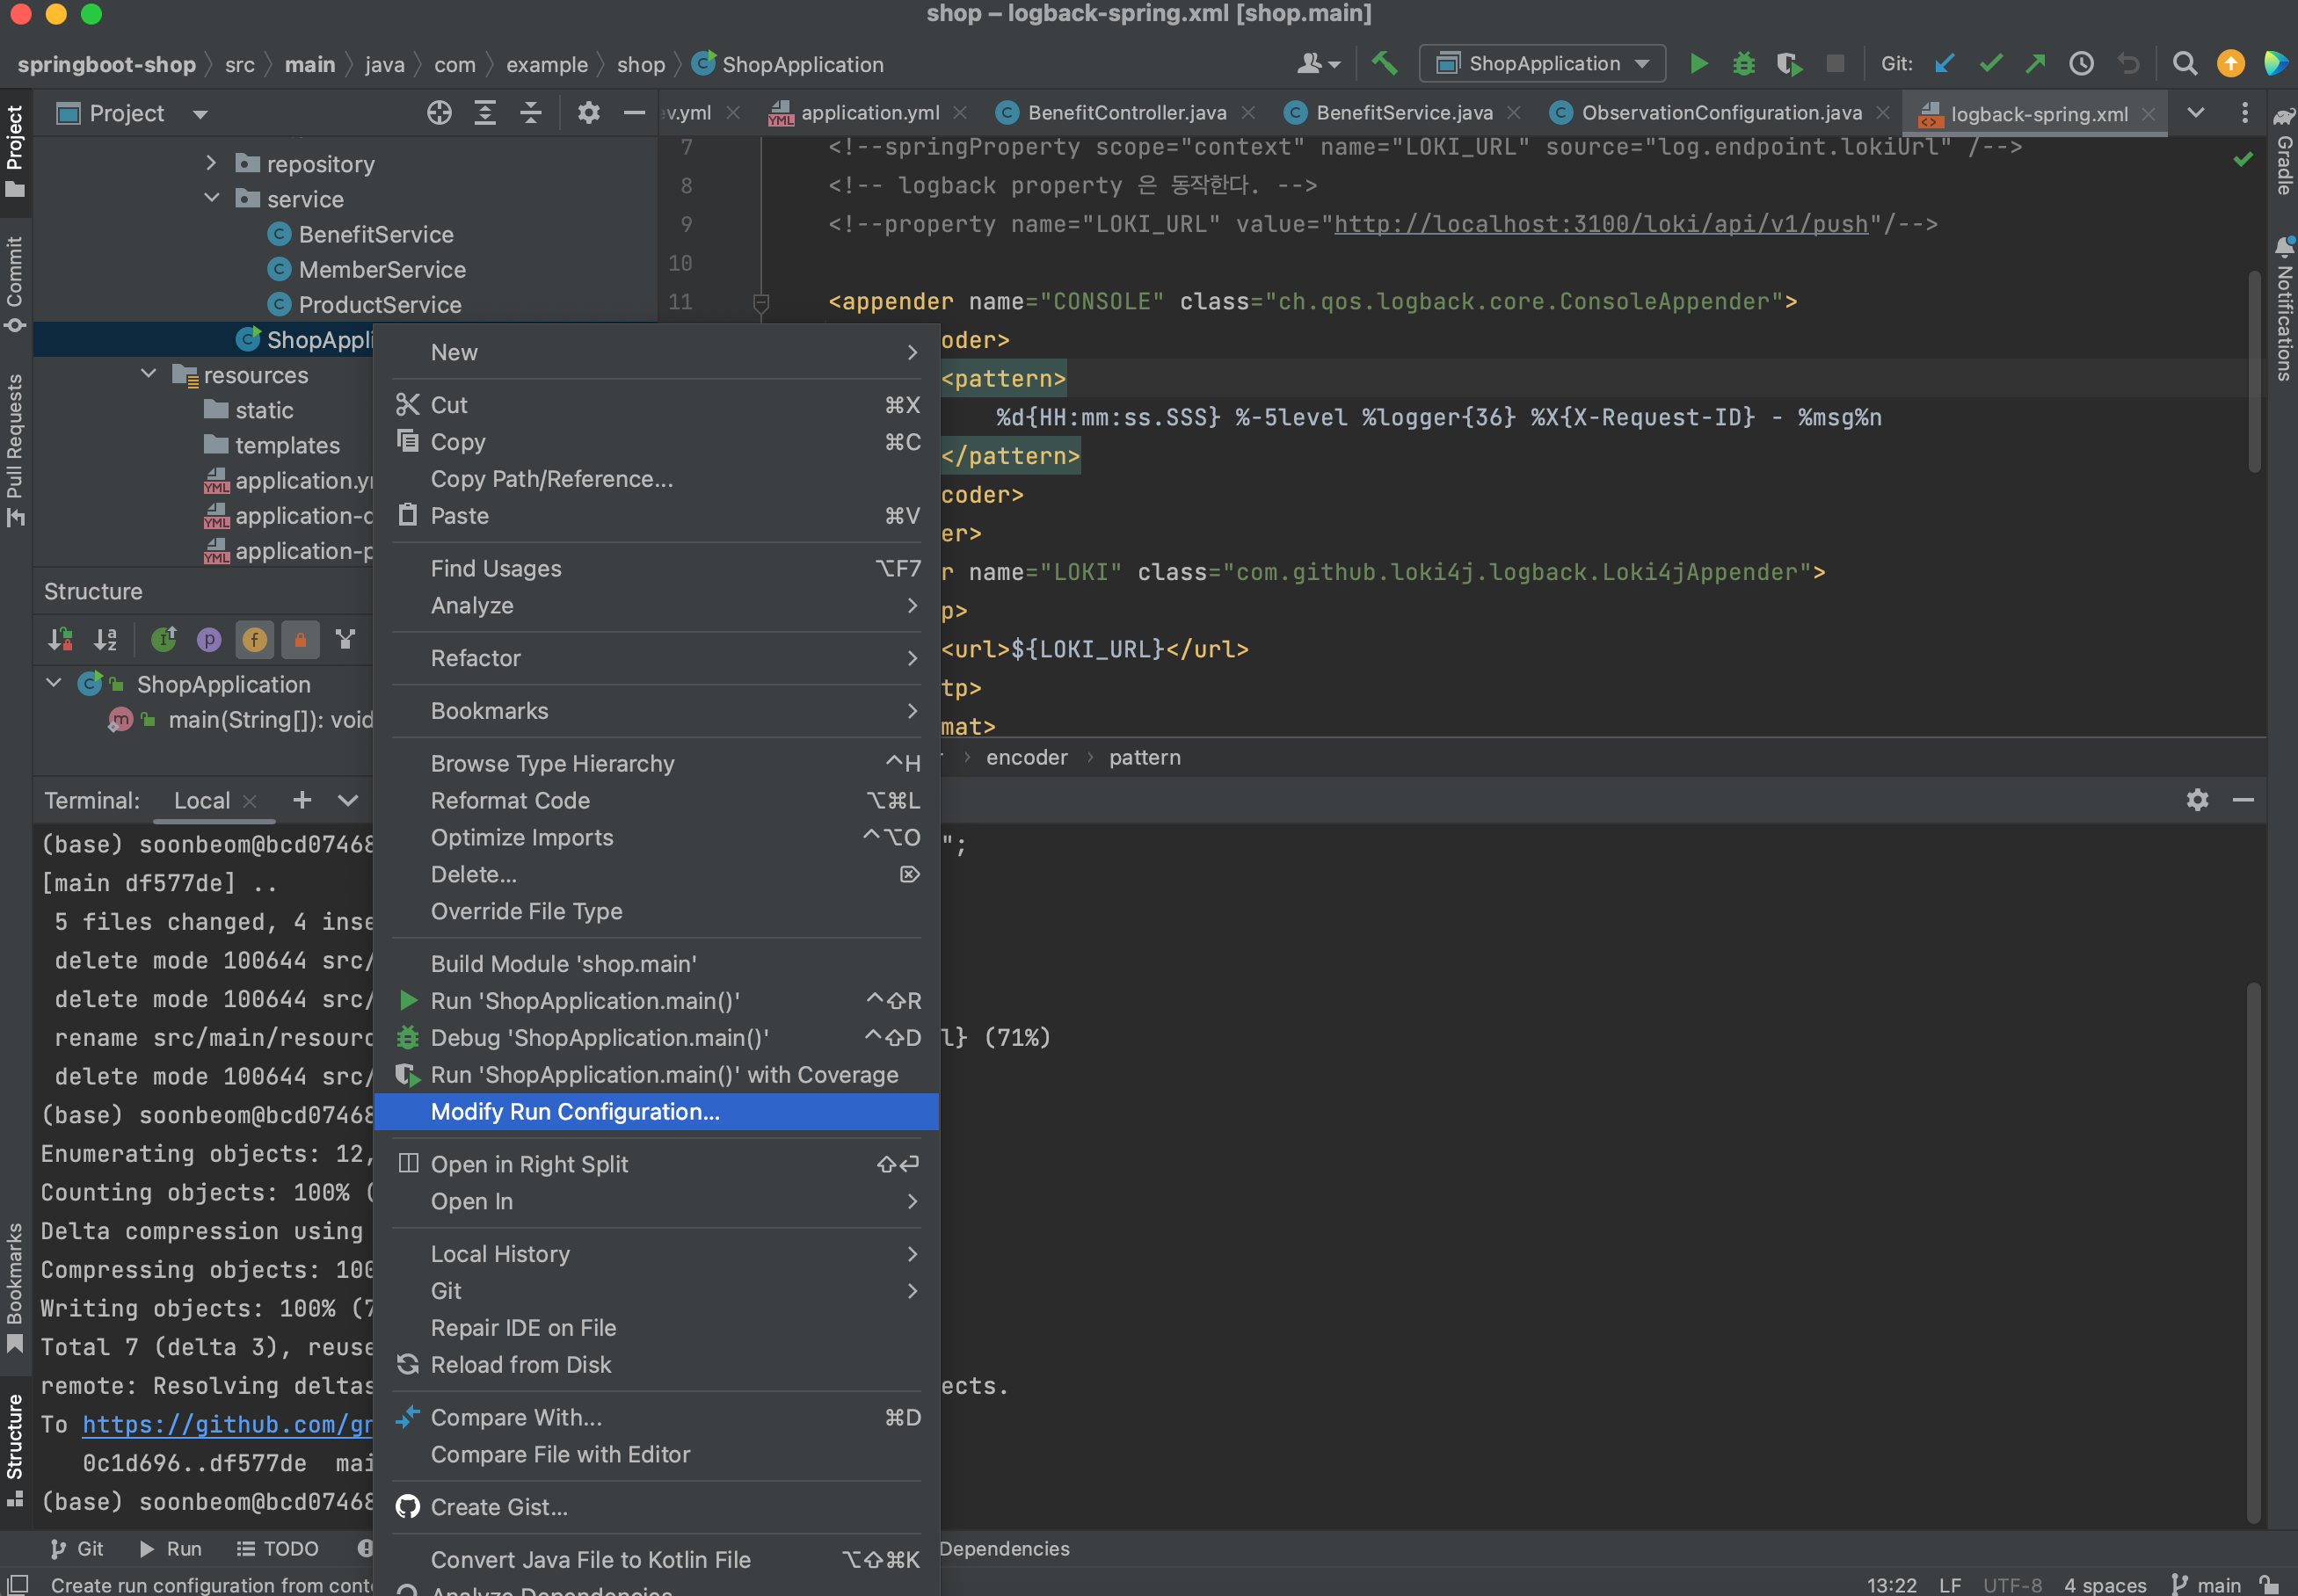 shop – logback-spring.xml [shop.main]
springboot-shop src main java com example shop ShopApplication
ShopApplication
Git:
Project
v.yml
application.yml
BenefitController.java
BenefitService.java
ObservationConfiguration.java
logback-spring.xml
Project
Commit
Pull Requests
Bookmarks
Structure
Gradle
Notifications
repository
service
BenefitService
MemberService
ProductService
ShopAppli
resources
static
templates
application.y
application-
application-p
7 <!--springProperty scope="context" name="LOKI_URL" source="log.endpoint.lokiUrl" /-->
8 <!-- logback property 은 동작한다. -->
9 <!--property name="LOKI_URL" value="http://localhost:3100/loki/api/v1/push"/-->
10
11 <appender name="CONSOLE" class="ch.qos.logback.core.ConsoleAppender">
oder>
<pattern>
%d{HH:mm:ss.SSS} %-5level %logger{36} %X{X-Request-ID} - %msg%n
</pattern>
coder>
er>
r name="LOKI" class="com.github.loki4j.logback.Loki4jAppender">
p>
<url>${LOKI_URL}</url>
tp>
mat>
encoder › pattern
Structure
ShopApplication
main(String[]): void
New
Cut ⌘X
Copy ⌘C
Copy Path/Reference...
Paste ⌘V
Find Usages ⌥F7
Analyze
Refactor
Bookmarks
Browse Type Hierarchy ^H
Reformat Code ⌥⌘L
Optimize Imports ^⌥O
Delete... ⌦
Override File Type
Build Module 'shop.main'
Run 'ShopApplication.main()' ^⇧R
Debug 'ShopApplication.main()' ^⇧D
Run 'ShopApplication.main()' with Coverage
Modify Run Configuration...
Open in Right Split ⇧⏎
Open In
Local History
Git
Repair IDE on File
Reload from Disk
Compare With... ⌘D
Compare File with Editor
Create Gist...
Convert Java File to Kotlin File ⌥⇧⌘K
Analyze Dependencies
Terminal: Local
(base) soonbeom@bcd07468 ";
[main df577de] ..
5 files changed, 4 inse
delete mode 100644 src/
delete mode 100644 src/
rename src/main/resourc l} (71%)
delete mode 100644 src/
(base) soonbeom@bcd07468
Enumerating objects: 12,
Counting objects: 100% (
Delta compression using
Compressing objects: 100
Writing objects: 100% (7
Total 7 (delta 3), reuse
remote: Resolving deltas ects.
To https://github.com/gr
0c1d696..df577de mai
(base) soonbeom@bcd07468
Git Run TODO Dependencies
Create run configuration from cont
13:22 LF UTF-8 4 spaces main